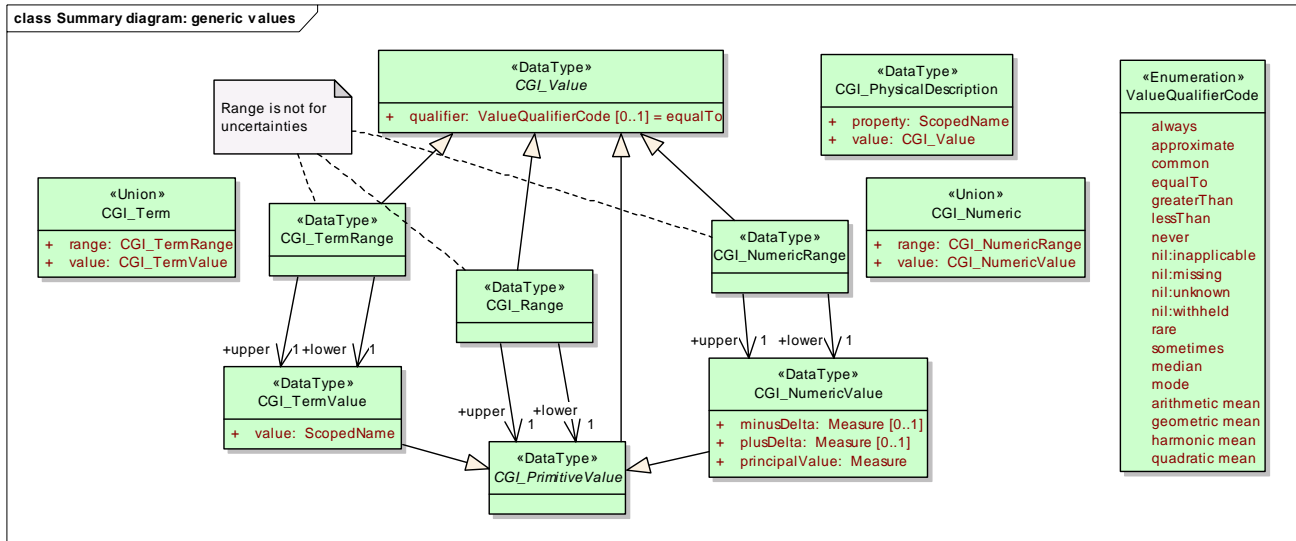 class Summary diagram: generic values
«DataType»
CGI_Value
+ qualifier: ValueQualifierCode [0..1] = equalTo
«DataType»
CGI_PhysicalDescription
+ property: ScopedName
+ value: CGI_Value
«Enumeration»
ValueQualifierCode
always
approximate
common
equalTo
greaterThan
lessThan
never
nil:inapplicable
nil:missing
nil:unknown
nil:withheld
rare
sometimes
median
mode
arithmetic mean
geometric mean
harmonic mean
quadratic mean
Range is not for
uncertainties
«Union»
CGI_Term
+ range: CGI_TermRange
+ value: CGI_TermValue
«DataType»
CGI_TermRange
«DataType»
CGI_Range
«DataType»
CGI_NumericRange
«Union»
CGI_Numeric
+ range: CGI_NumericRange
+ value: CGI_NumericValue
+upper 1
+lower 1
+upper 1
+lower 1
+upper 1
+lower 1
«DataType»
CGI_TermValue
+ value: ScopedName
«DataType»
CGI_PrimitiveValue
«DataType»
CGI_NumericValue
+ minusDelta: Measure [0..1]
+ plusDelta: Measure [0..1]
+ principalValue: Measure